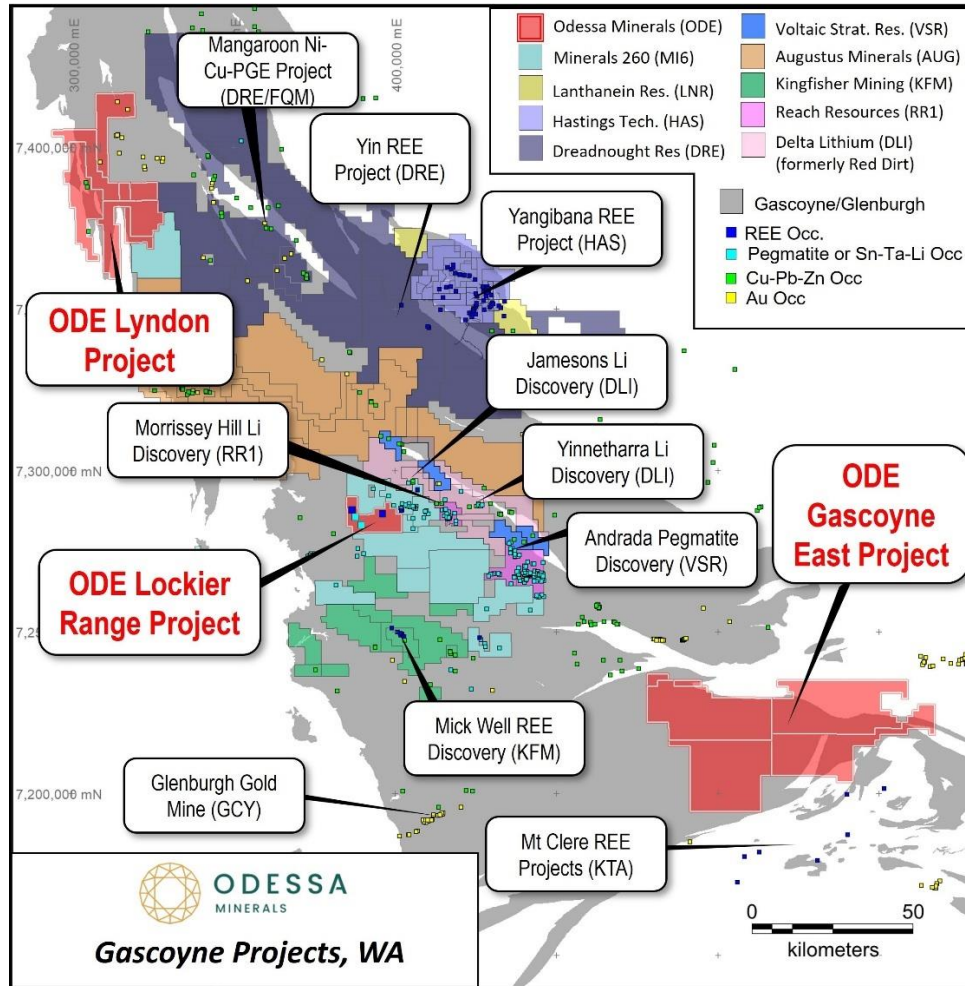 300,000 mE
400,000 mE
7,400,000 mN
7,300,000 mN
7,25
7,200,000 mN
Mangaroon Ni-
Cu-PGE Project
(DRE/FQM)
Yin REE
Project (DRE)
Yangibana REE
Project (HAS)
ODE Lyndon
Project
Jamesons Li
Discovery (DLI)
Morrissey Hill Li
Discovery (RR1)
Yinnetharra Li
Discovery (DLI)
ODE
Gascoyne
East Project
Andrada Pegmatite
Discovery (VSR)
ODE Lockier
Range Project
Mick Well REE
Discovery (KFM)
Glenburgh Gold
Mine (GCY)
Mt Clere REE
Projects (KTA)
Odessa Minerals (ODE)
Minerals 260 (MI6)
Lanthanein Res. (LNR)
Hastings Tech. (HAS)
Dreadnought Res (DRE)
Voltaic Strat. Res. (VSR)
Augustus Minerals (AUG)
Kingfisher Mining (KFM)
Reach Resources (RR1)
Delta Lithium (DLI)
(formerly Red Dirt)
Gascoyne/Glenburgh
REE Occ.
Pegmatite or Sn-Ta-Li Occ
Cu-Pb-Zn Occ
Au Occ
0 50
kilometers
ODESSA
MINERALS
Gascoyne Projects, WA